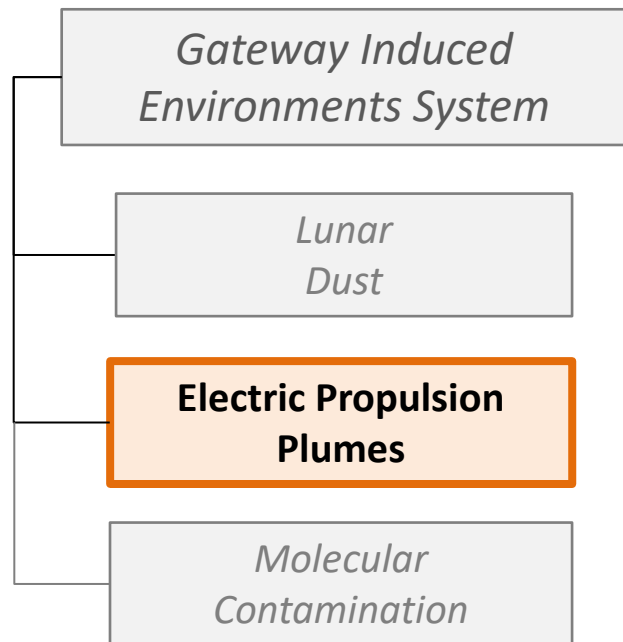 Gateway Induced
Environments System
Lunar
Dust
Electric Propulsion
Plumes
Molecular
Contamination